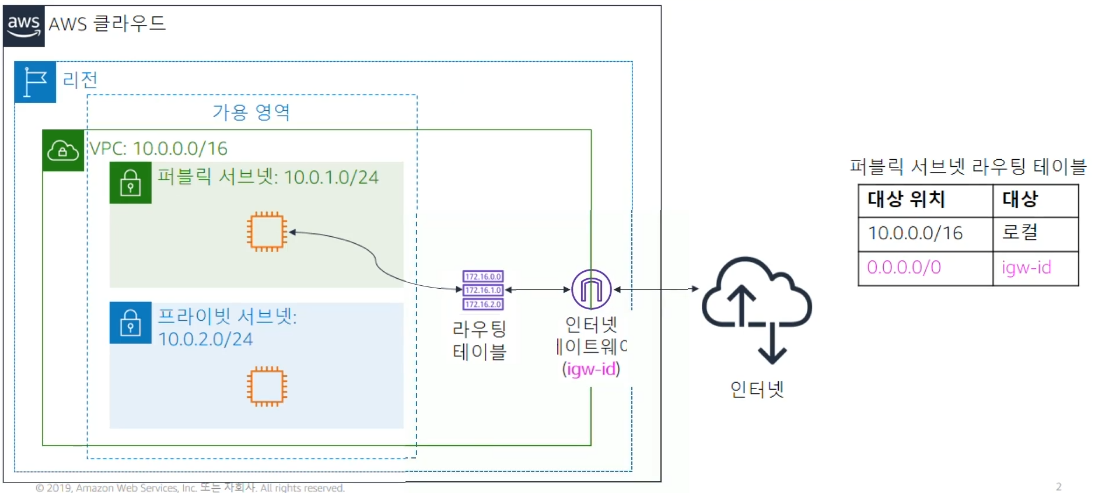 aws AWS 클라우드
리전
가용 영역
VPC: 10.0.0.0/16
퍼블릭 서브넷: 10.0.1.0/24
프라이빗 서브넷:
10.0.2.0/24
172.16.0.0
172.16.1.0
172.16.2.0
라우팅
테이블
인터넷
(igw-id)
인터넷
퍼블릭 서브넷 라우팅 테이블
대상 위치 대상
10.0.0.0/16 로컬
0.0.0.0/0 igw-id
© 2019, Amazon Web Services, Inc. 또는 자회사. All rights reserved.
2